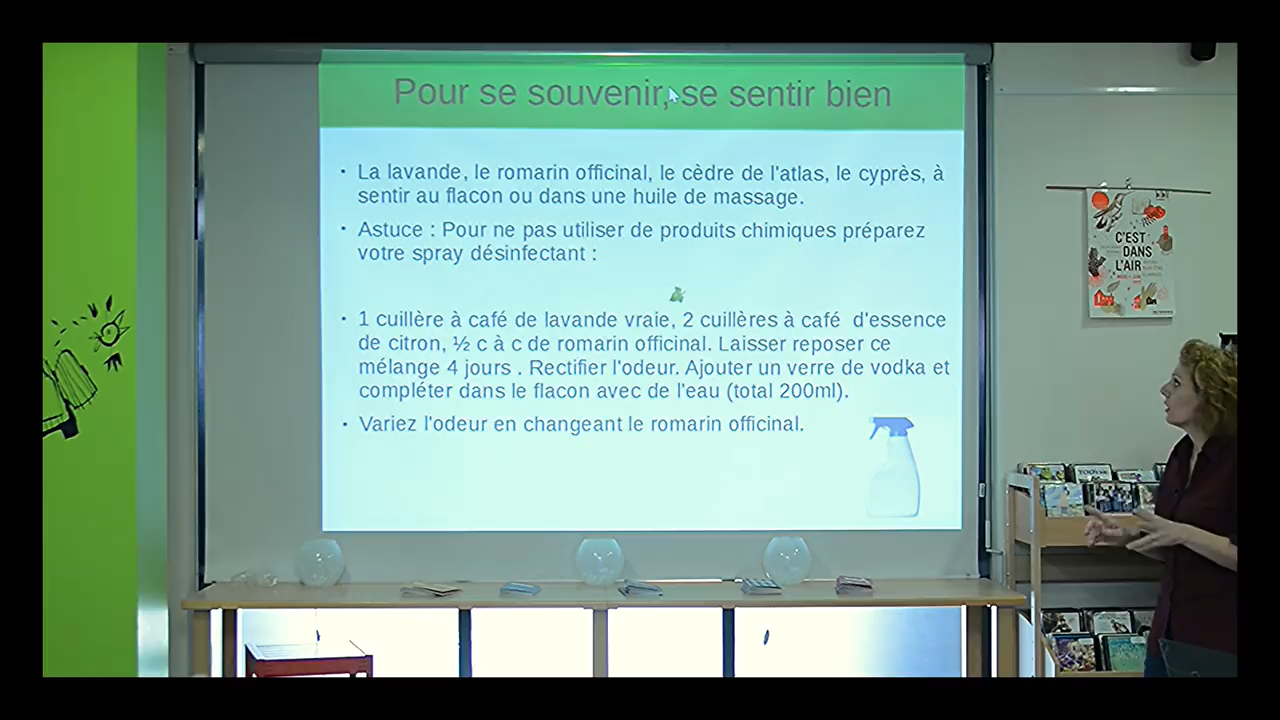 Pour se souvenir, se sentir bien
La lavande, le romarin officinal, le cèdre de l'atlas, le cyprès, à
sentir au flacon ou dans une huile de massage.
Astuce : Pour ne pas utiliser de produits chimiques préparez
votre spray désinfectant :
1 cuillère à café de lavande vraie, 2 cuillères à café d'essence
de citron, ½ c à c de romarin officinal. Laisser reposer ce
mélange 4 jours . Rectifier l'odeur. Ajouter un verre de vodka et
compléter dans le flacon avec de l'eau (total 200ml).
Variez l'odeur en changeant le romarin officinal.
C'EST
DANS
L'AIR